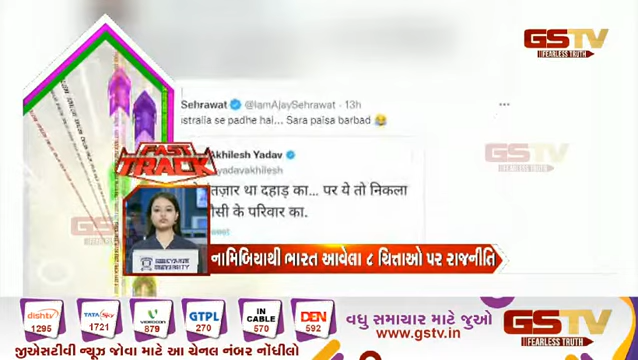 GSTV
FEARLESS TRUTH
Sehrawat @IamAjaySehrawat · 13h
stralia se padhe hai... Sara paisa barbad 😂
Akhilesh Yadav
yadavakhilesh
तज़ार था दहाड़ का... पर ये तो निकला
सी के परिवार का.
GSTV
FEARLESS TRUTH
FAST
TRACK
UNIVERSITY
નામિબિયાથી ભારત આવેલા ૮ ચિત્તાઓ પર રાજનીતિ
dishtv 1295
TATA Sky 1721
VIDEOCON 879
GTPL 270
IN CABLE 570
DEN 592
વધુ સમાચાર માટે જુઓ
www.gstv.in
GSTV
FEARLESS TRUTH
જીએસટીવી ન્યૂઝ જોવા માટે આ ચેનલ નંબર નોંધીલો